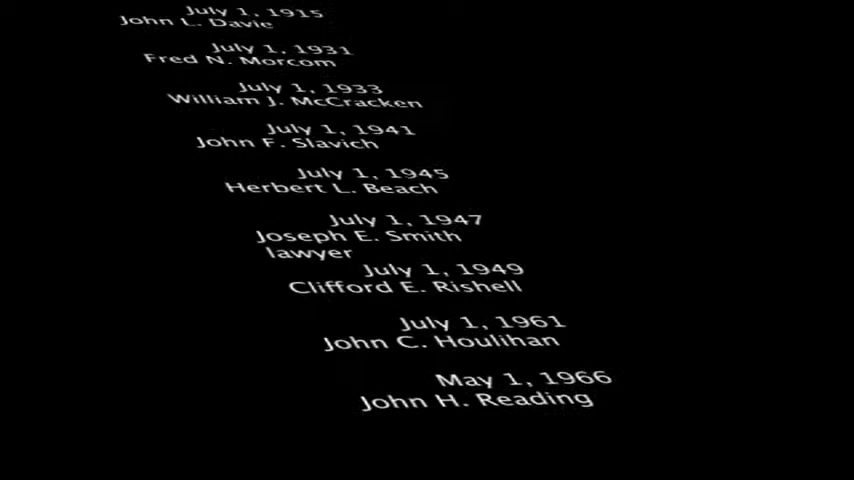 July 1, 1915
John L. Davie
July 1, 1931
Fred N. Morcom
July 1, 1933
William J. McCracken
July 1, 1941
John F. Slavich
July 1, 1945
Herbert L. Beach
July 1, 1947
Joseph E. Smith
lawyer
July 1, 1949
Clifford E. Rishell
July 1, 1961
John C. Houlihan
May 1, 1966
John H. Reading